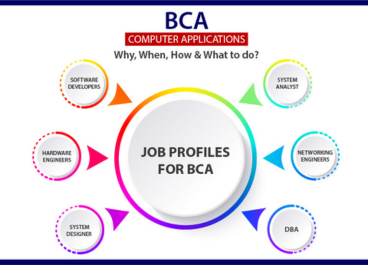 BCA
COMPUTER APPLICATIONS
Why, When, How & What to do?
SOFTWARE
DEVELOPERS
SYSTEM
ANALYST
HARDWARE
ENGINEERS
JOB PROFILES
FOR BCA
NETWORKING
ENGINEERS
SYSTEM
DESIGNER
DBA